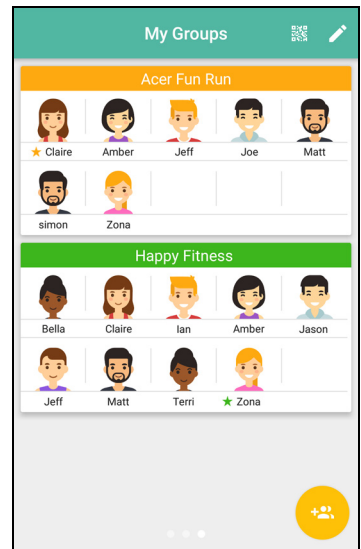 My Groups
Acer Fun Run
★ Claire Amber Jeff Joe Matt
simon Zona
Happy Fitness
Bella Claire Ian Amber Jason
Jeff Matt Terri ★ Zona